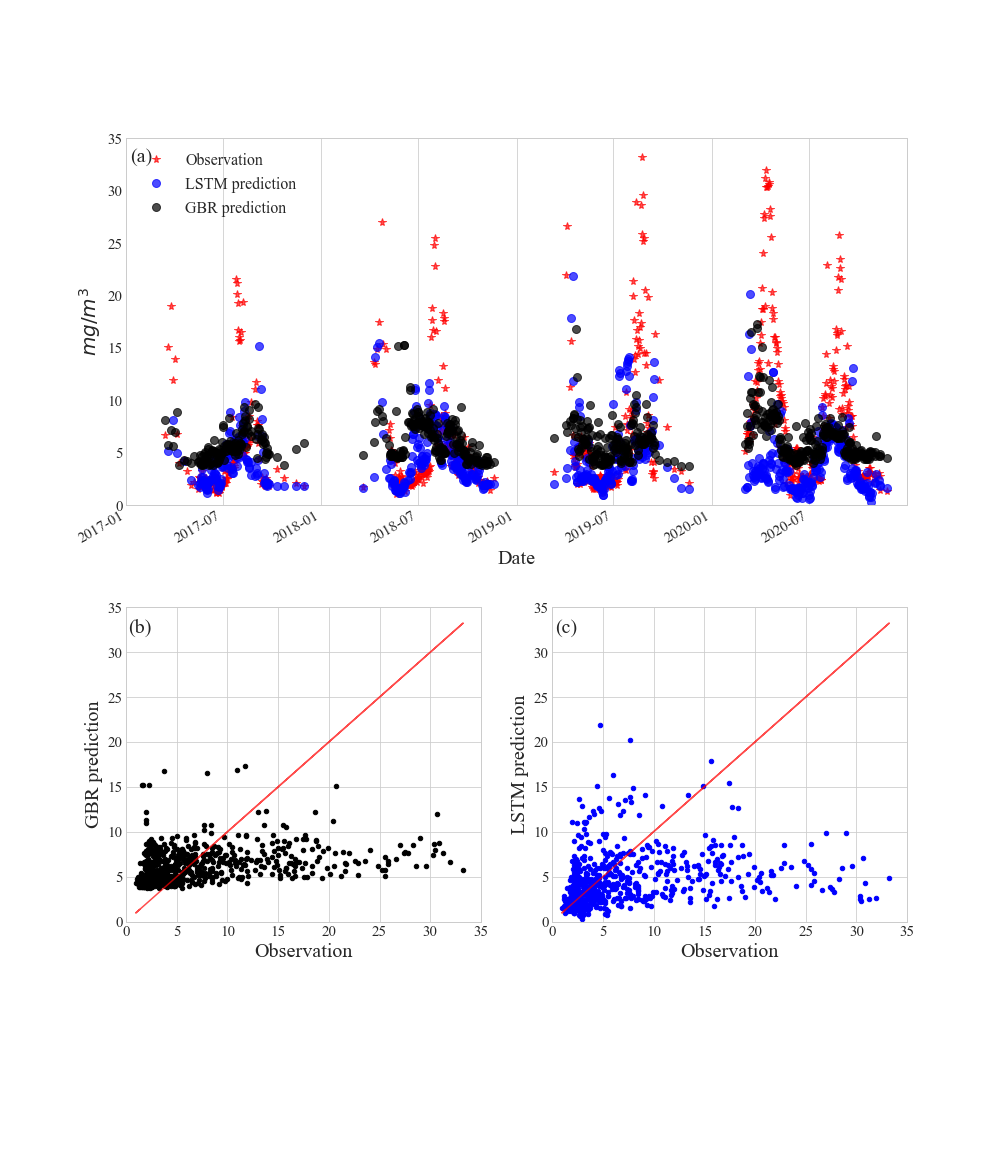 35
(a)
Observation
30
LSTM prediction
GBR prediction
25
20
mg/m³
15
10
5
0
2017-01
2017-07
2018-01
2018-07
2019-01
2019-07
2020-01
2020-07
Date
35
(b)
30
25
20
GBR prediction
15
10
5
0
0 5 10 15 20 25 30 35
Observation
35
(c)
30
25
20
LSTM prediction
15
10
5
0
0 5 10 15 20 25 30 35
Observation